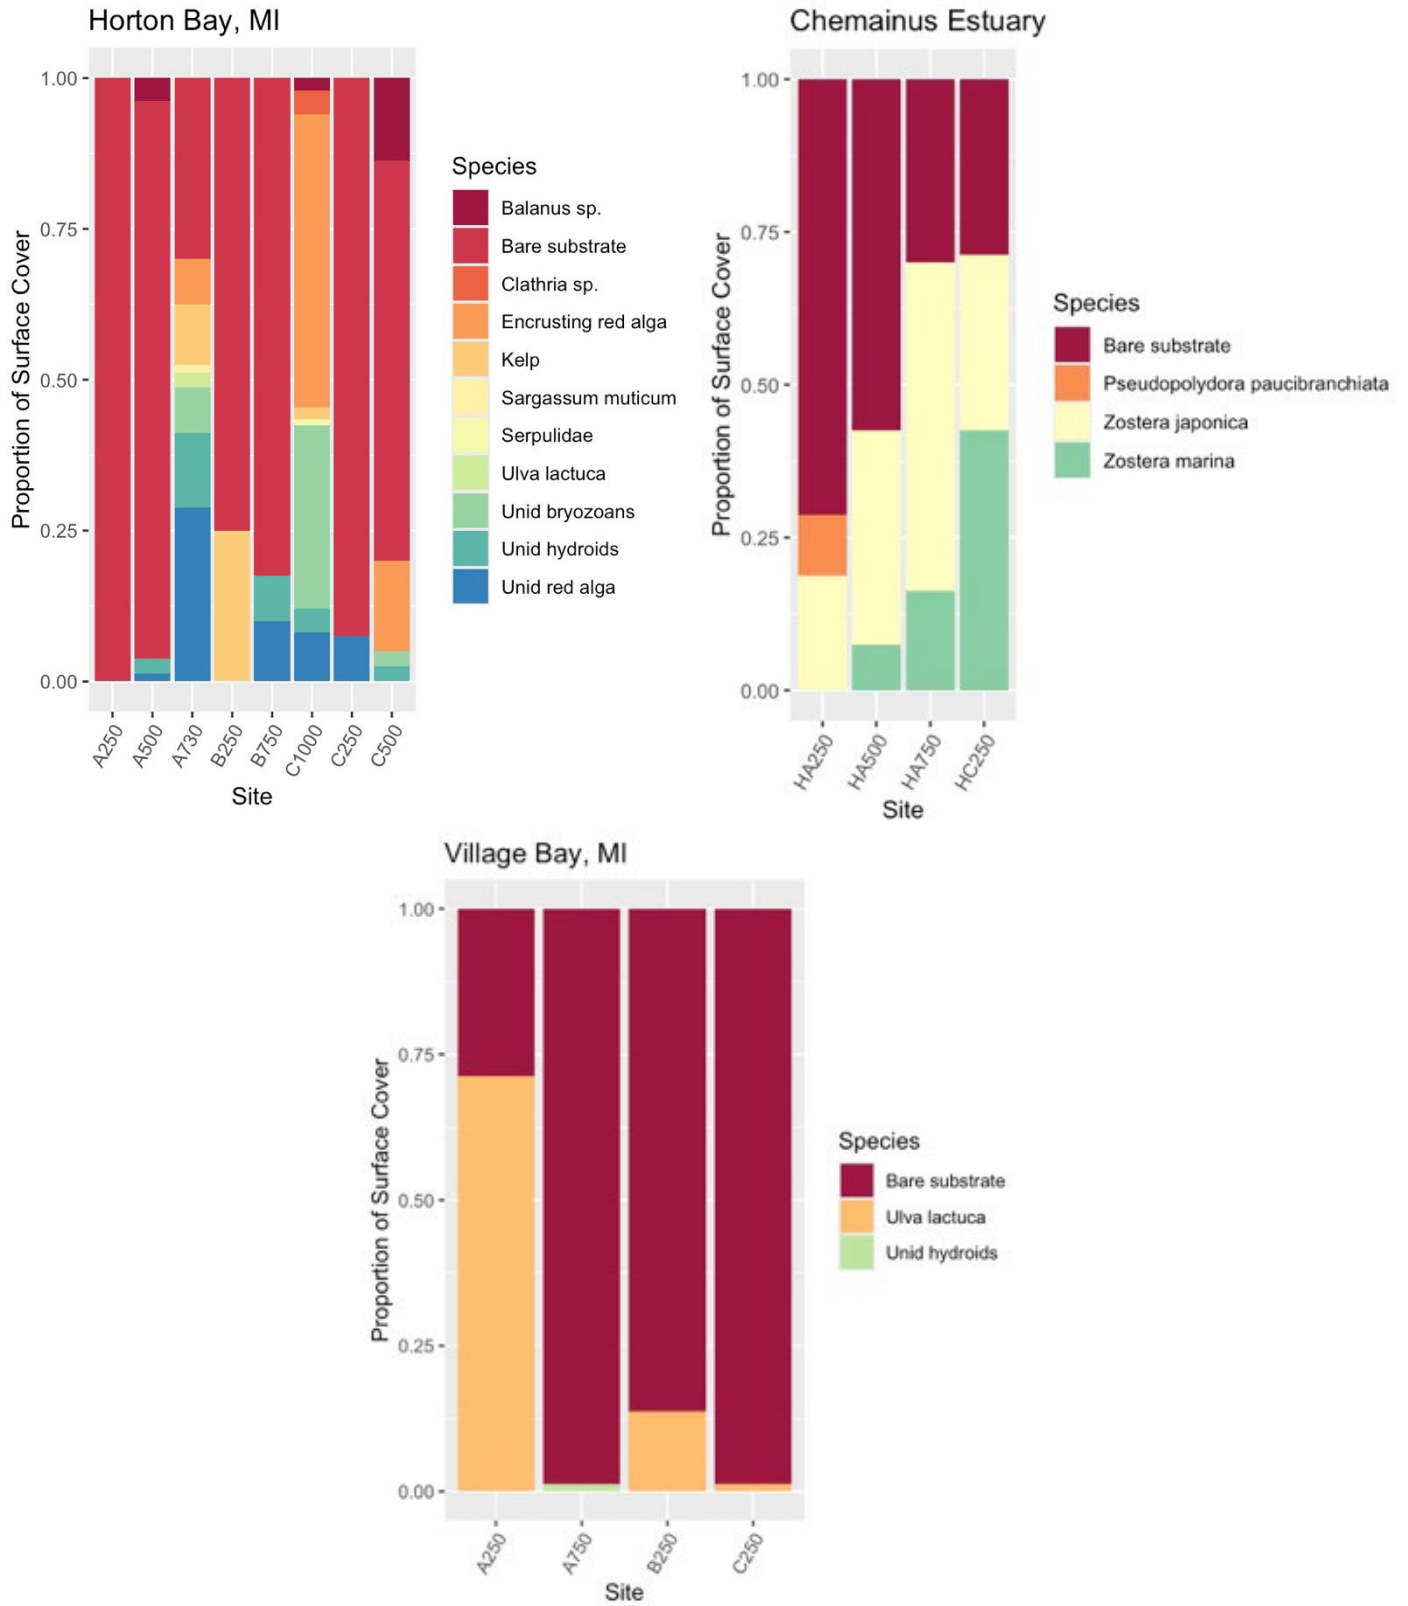 Horton Bay, MI
Proportion of Surface Cover
1.00
0.75
0.50
0.25
0.00
A250
A500
A730
B250
B750
C1000
C250
C500
Site
Species
Balanus sp.
Bare substrate
Clathria sp.
Encrusting red alga
Kelp
Sargassum muticum
Serpulidae
Ulva lactuca
Unid bryozoans
Unid hydroids
Unid red alga
Chemainus Estuary
Proportion of Surface Cover
1.00
0.75
0.50
0.25
0.00
HA250
HA500
HA750
HC250
Site
Species
Bare substrate
Pseudopolydora paucibranchiata
Zostera japonica
Zostera marina
Village Bay, MI
Proportion of Surface Cover
1.00
0.75
0.50
0.25
0.00
A250
A750
B250
C250
Site
Species
Bare substrate
Ulva lactuca
Unid hydroids